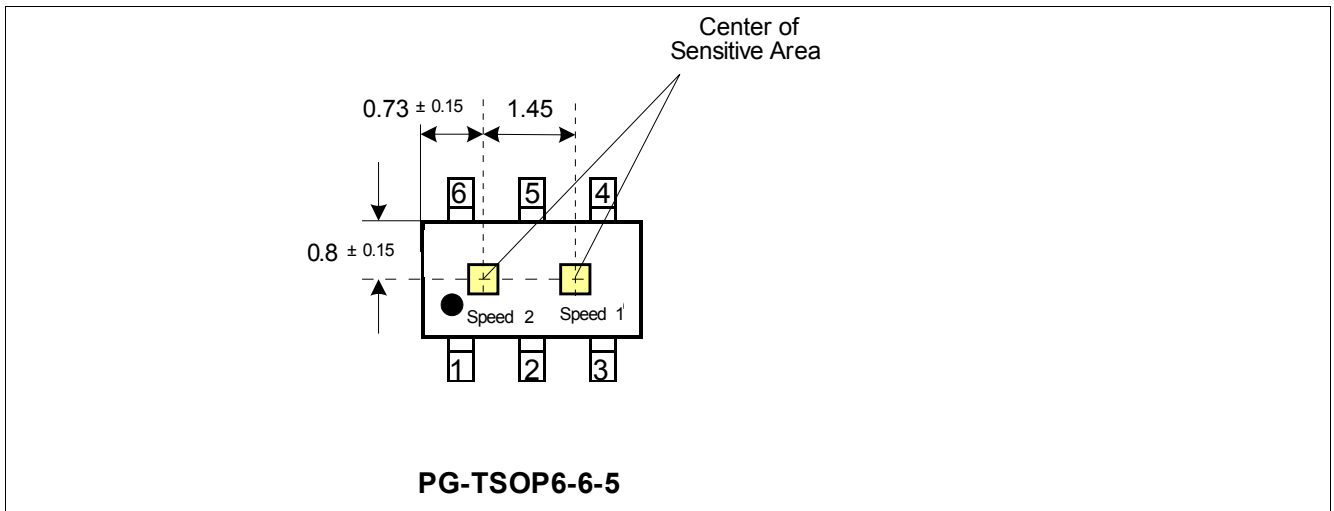 Center of
Sensitive Area
0.73 ± 0.15
1.45
6
5
4
0.8 ± 0.15
Speed 2
Speed 1
1
2
3
PG-TSOP6-6-5